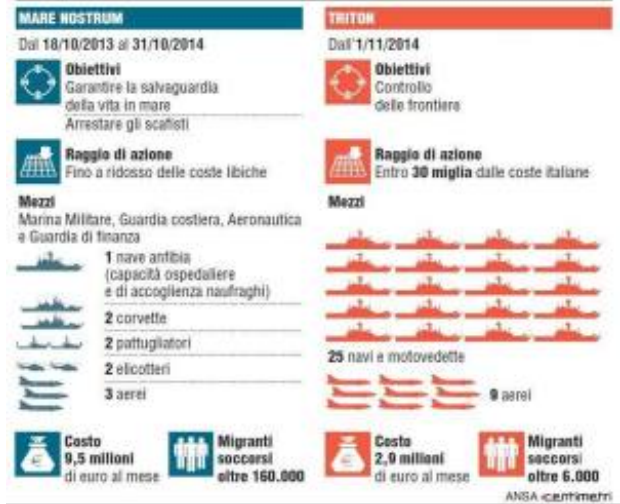 MARE NOSTRUM
Dal 18/10/2013 al 31/10/2014
Obiettivi
Garantire la salvaguardia
della vita in mare
Arrestare gli scafisti
Raggio di azione
Fino a ridosso delle coste libiche
Mezzi
Marina Militare, Guardia costiera, Aeronautica
e Guardia di finanza
1 nave anfibia
(capacità ospedaliere
e di accoglienza naufraghi)
2 corvette
2 pattugliatori
2 elicotteri
3 aerei
Costo
9,5 milioni
di euro al mese
Migranti
soccorsi
oltre 160.000
TRITON
Dall'1/11/2014
Obiettivi
Controllo
delle frontiere
Raggio di azione
Entro 30 miglia dalle coste italiane
Mezzi
25 navi e motovedette
9 aerei
Costo
2,9 milioni
di euro al mese
Migranti
soccorsi
oltre 6.000
ANSA centimetri